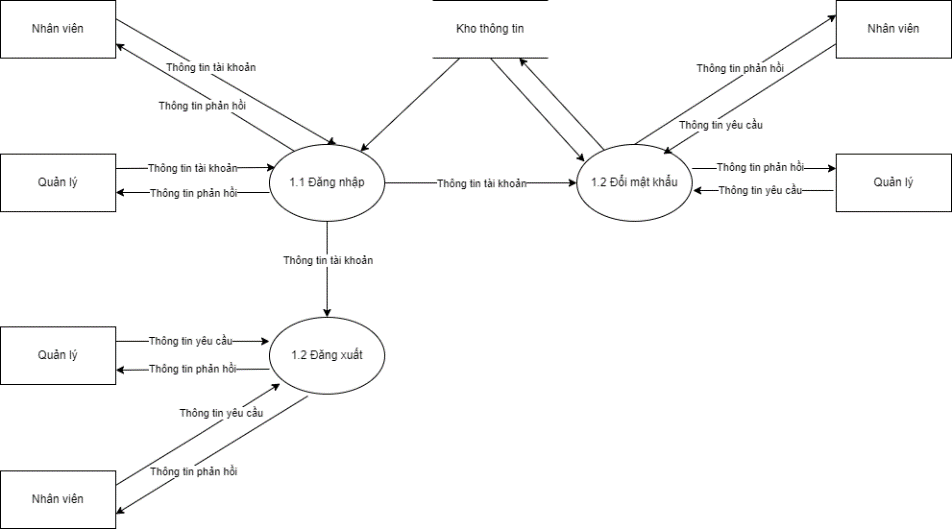 Nhân viên
Kho thông tin
Nhân viên
Thông tin tài khoản
Thông tin phản hồi
Thông tin phản hồi
Thông tin yêu cầu
Quản lý
Thông tin tài khoản
Thông tin phản hồi
1.1 Đăng nhập
Thông tin tài khoản
1.2 Đổi mật khẩu
Thông tin phản hồi
Thông tin yêu cầu
Quản lý
Thông tin tài khoản
Quản lý
Thông tin yêu cầu
Thông tin phản hồi
1.2 Đăng xuất
Thông tin yêu cầu
Thông tin phản hồi
Nhân viên